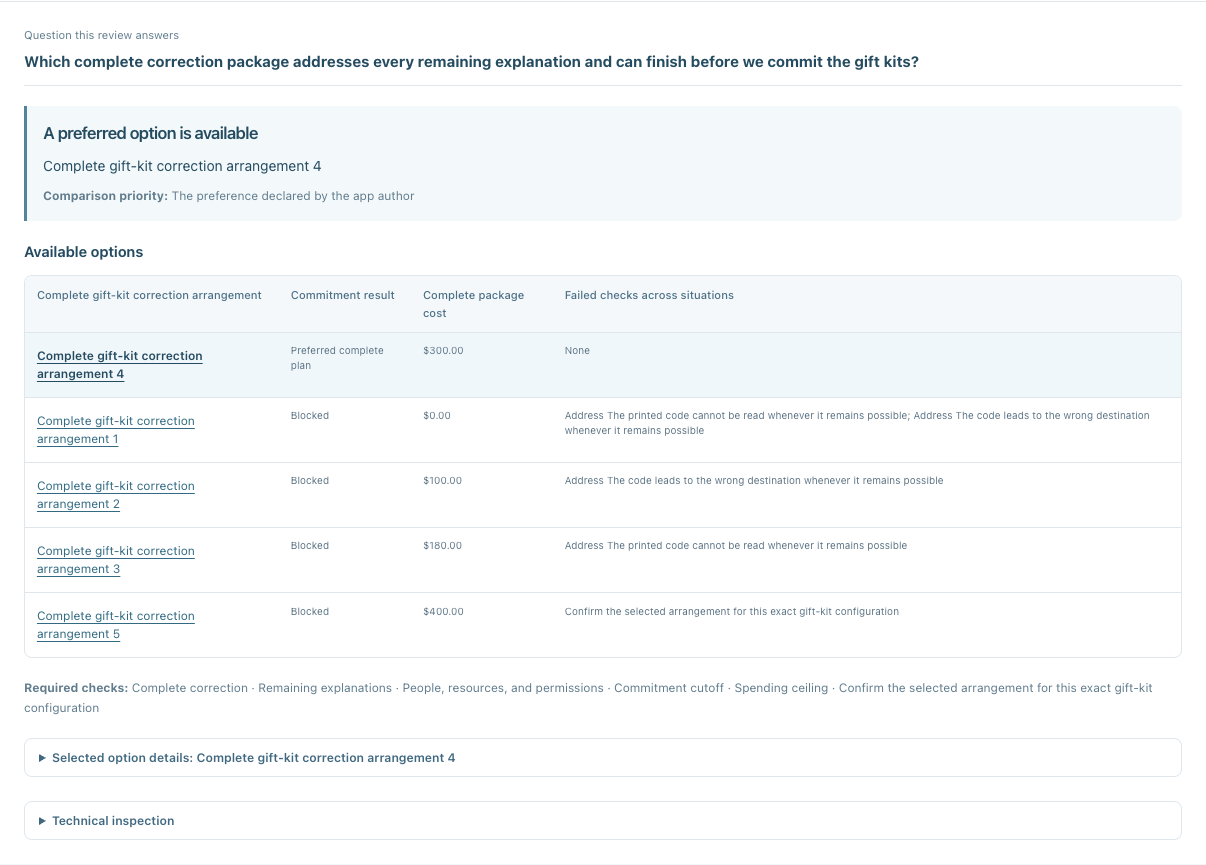 Question this review answers
Which complete correction package addresses every remaining explanation and can finish before we commit the gift kits?
A preferred option is available
Complete gift-kit correction arrangement 4
Comparison priority: The preference declared by the app author
Available options
Complete gift-kit correction arrangement
Commitment result
Complete package
cost
Failed checks across situations
Complete gift-kit correction
arrangement 4
Preferred complete
plan
$300.00
None
Complete gift-kit correction
arrangement 1
Blocked
$0.00
Address The printed code cannot be read whenever it remains possible; Address The code leads to the wrong destination
whenever it remains possible
Complete gift-kit correction
arrangement 2
Blocked
$100.00
Address The code leads to the wrong destination whenever it remains possible
Complete gift-kit correction
arrangement 3
Blocked
$180.00
Address The printed code cannot be read whenever it remains possible
Complete gift-kit correction
arrangement 5
Blocked
$400.00
Confirm the selected arrangement for this exact gift-kit configuration
Required checks: Complete correction · Remaining explanations · People, resources, and permissions · Commitment cutoff · Spending ceiling · Confirm the selected arrangement for this exact gift-kit
configuration
Selected option details: Complete gift-kit correction arrangement 4
Technical inspection